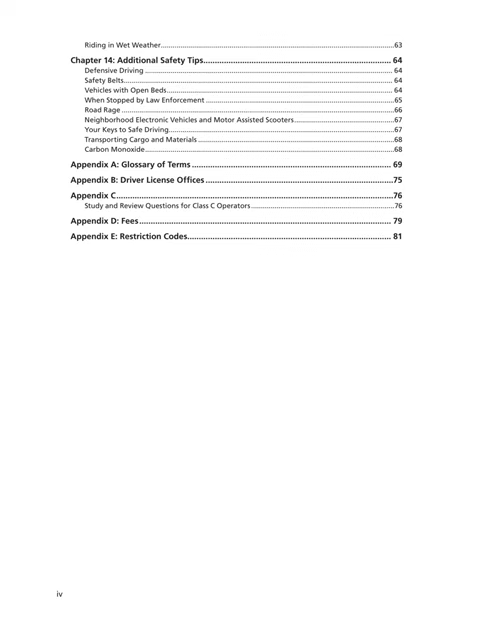 Riding in Wet Weather.....63
Chapter 14: Additional Safety Tips..... 64
Defensive Driving..... 64
Safety Belts..... 64
Vehicles with Open Beds..... 64
When Stopped by Law Enforcement.....65
Road Rage.....66
Neighborhood Electronic Vehicles and Motor Assisted Scooters.....67
Your Keys to Safe Driving.....67
Transporting Cargo and Materials.....68
Carbon Monoxide.....68
Appendix A: Glossary of Terms..... 69
Appendix B: Driver License Offices.....75
Appendix C.....76
Study and Review Questions for Class C Operators.....76
Appendix D: Fees..... 79
Appendix E: Restriction Codes..... 81
iv